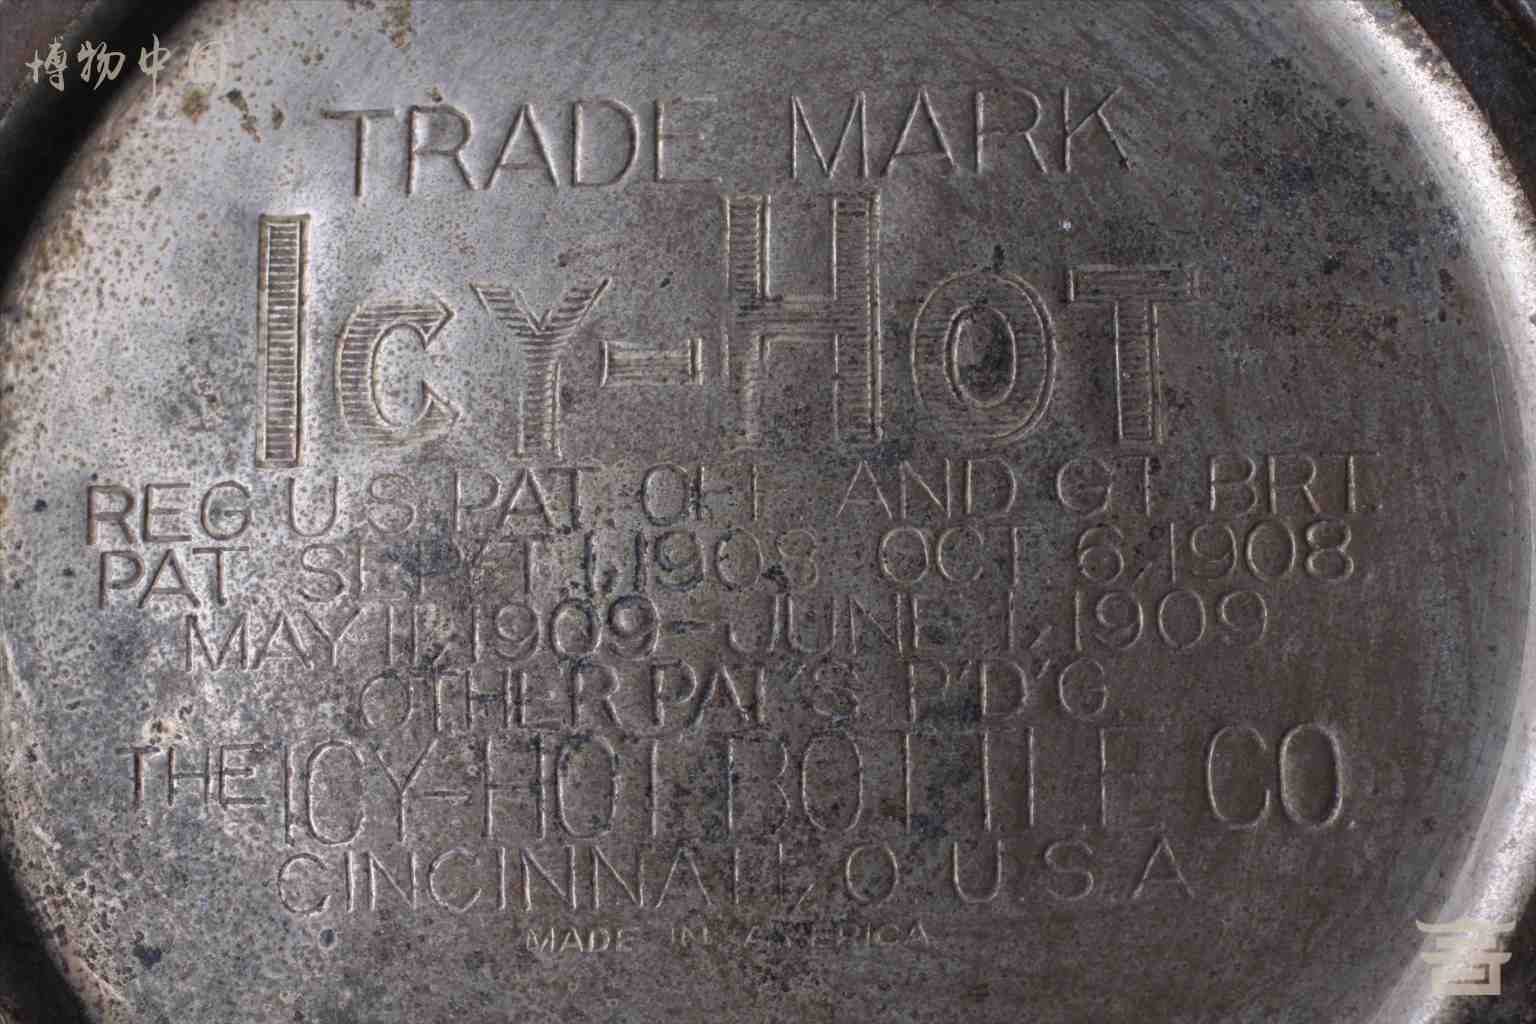 博物中国
TRADE MARK
ICY-HOT
REG U.S PAT OFF AND GT BRT.
PAT SEPT 1, 1908 OCT 6, 1908.
MAY 11, 1909-JUNE 1, 1909
OTHER PAT'S P'D'G
THE ICY-HOT BOTTLE CO.
CINCINNATI, O U.S.A
MADE IN AMERICA